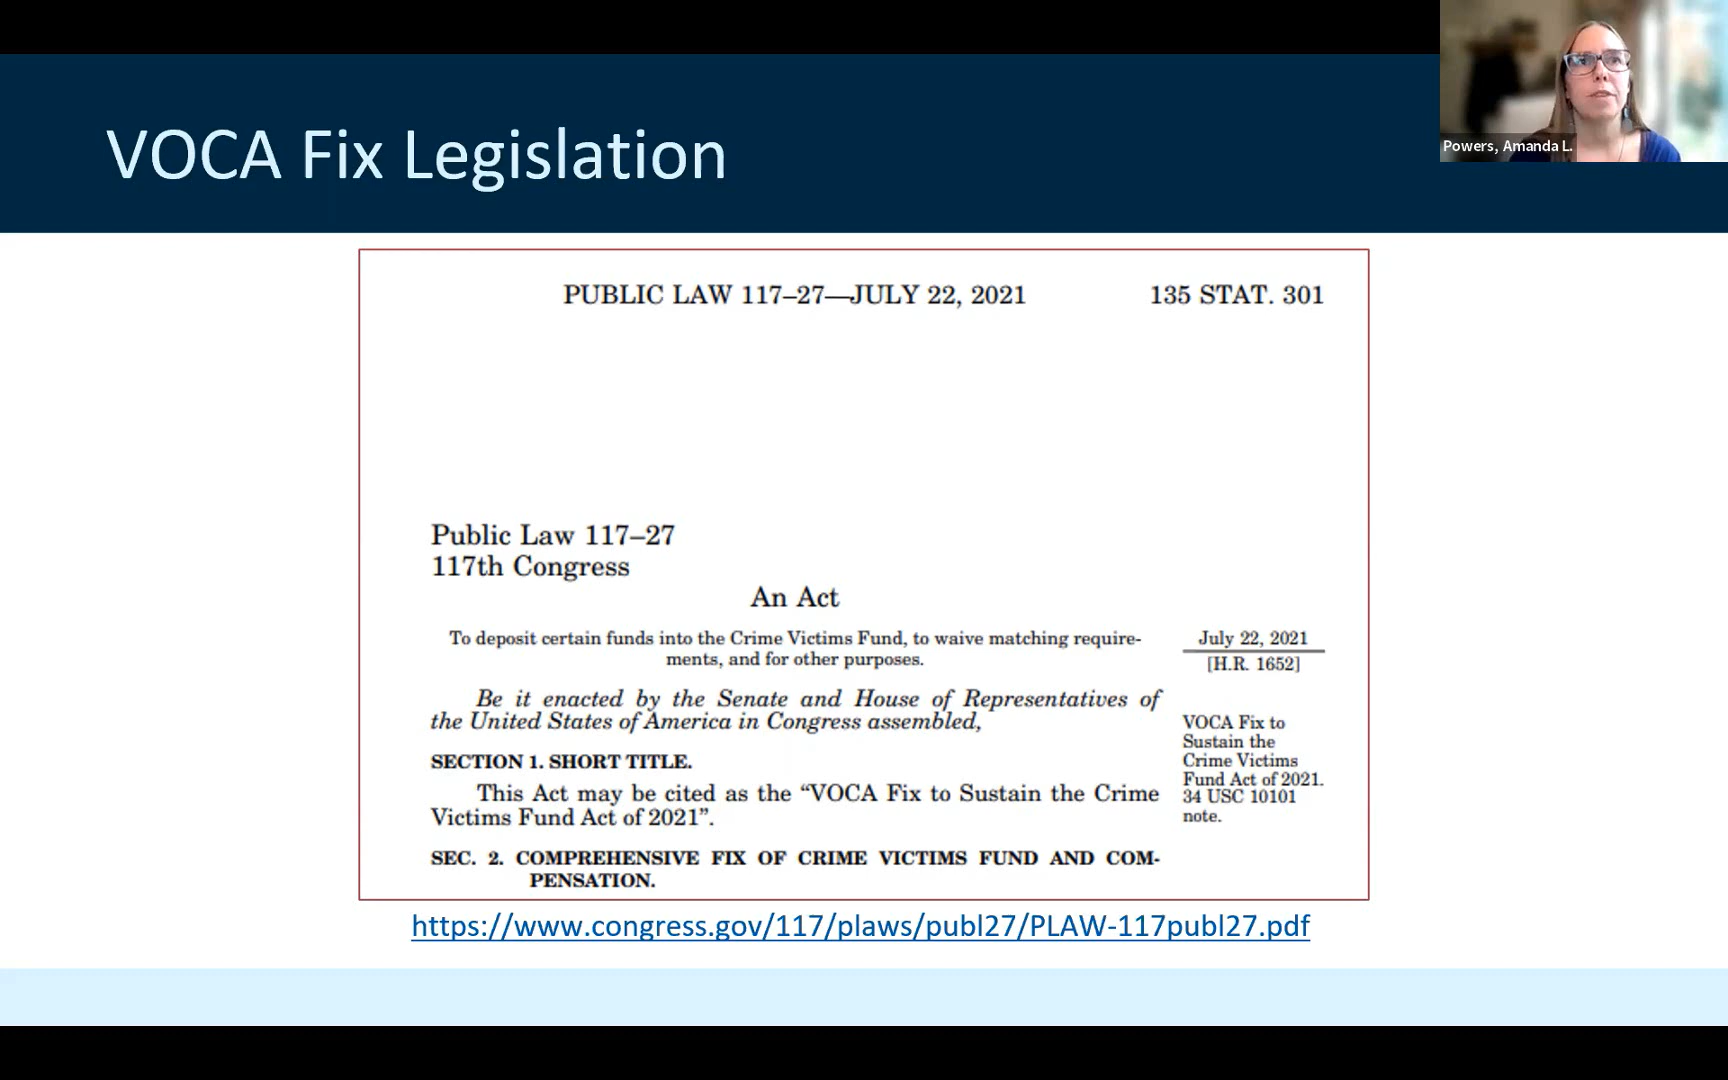 VOCA Fix Legislation
Powers, Amanda L.
PUBLIC LAW 117–27—JULY 22, 2021
135 STAT. 301
Public Law 117–27
117th Congress
An Act
To deposit certain funds into the Crime Victims Fund, to waive matching require-
ments, and for other purposes.
July 22, 2021
[H.R. 1652]
Be it enacted by the Senate and House of Representatives of
the United States of America in Congress assembled,
SECTION 1. SHORT TITLE.
This Act may be cited as the “VOCA Fix to Sustain the Crime
Victims Fund Act of 2021”.
VOCA Fix to
Sustain the
Crime Victims
Fund Act of 2021.
34 USC 10101
note.
SEC. 2. COMPREHENSIVE FIX OF CRIME VICTIMS FUND AND COM-
PENSATION.
https://www.congress.gov/117/plaws/publ27/PLAW-117publ27.pdf